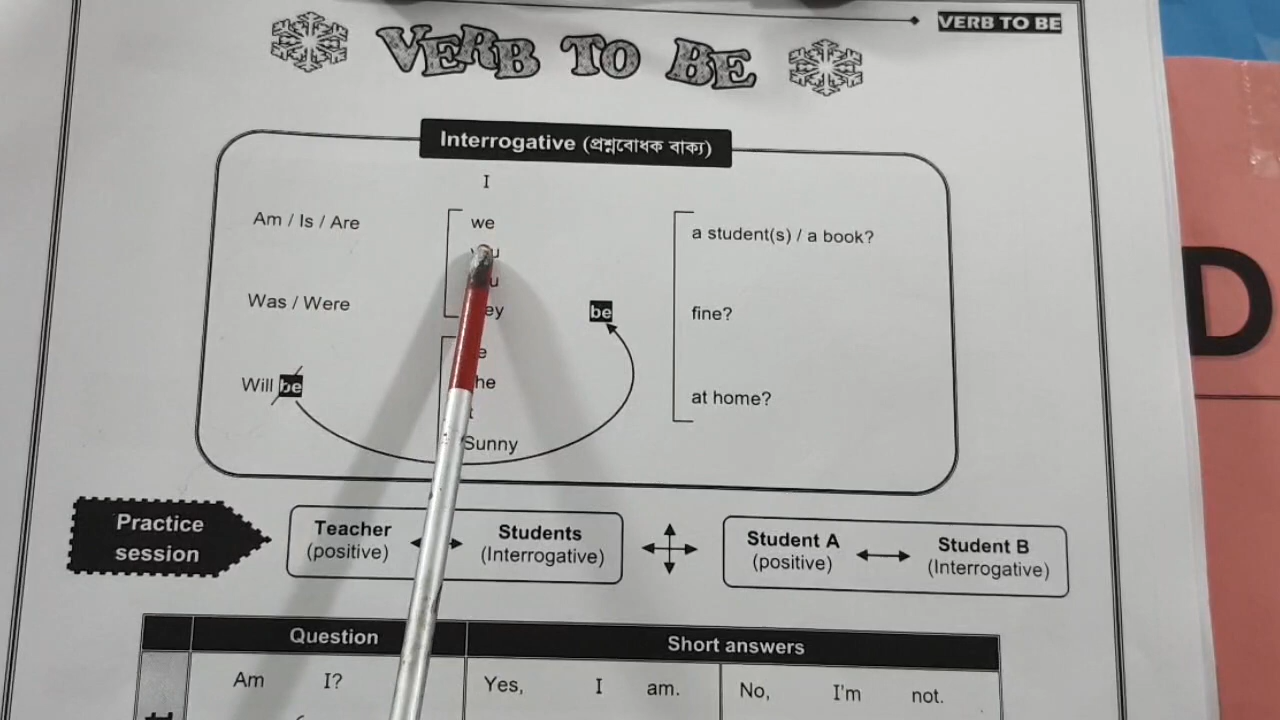 VERB TO BE
VERB TO BE
Interrogative (প্রশ্নবোধক বাক্য)
I
Am / Is / Are
we
a student(s) / a book?
Was / Were
be
fine?
Will be
at home?
Sunny
Practice session
Teacher (positive)
Students (Interrogative)
Student A (positive)
Student B (Interrogative)
Question
Short answers
Am I?
Yes, I am.
No, I'm not.
D